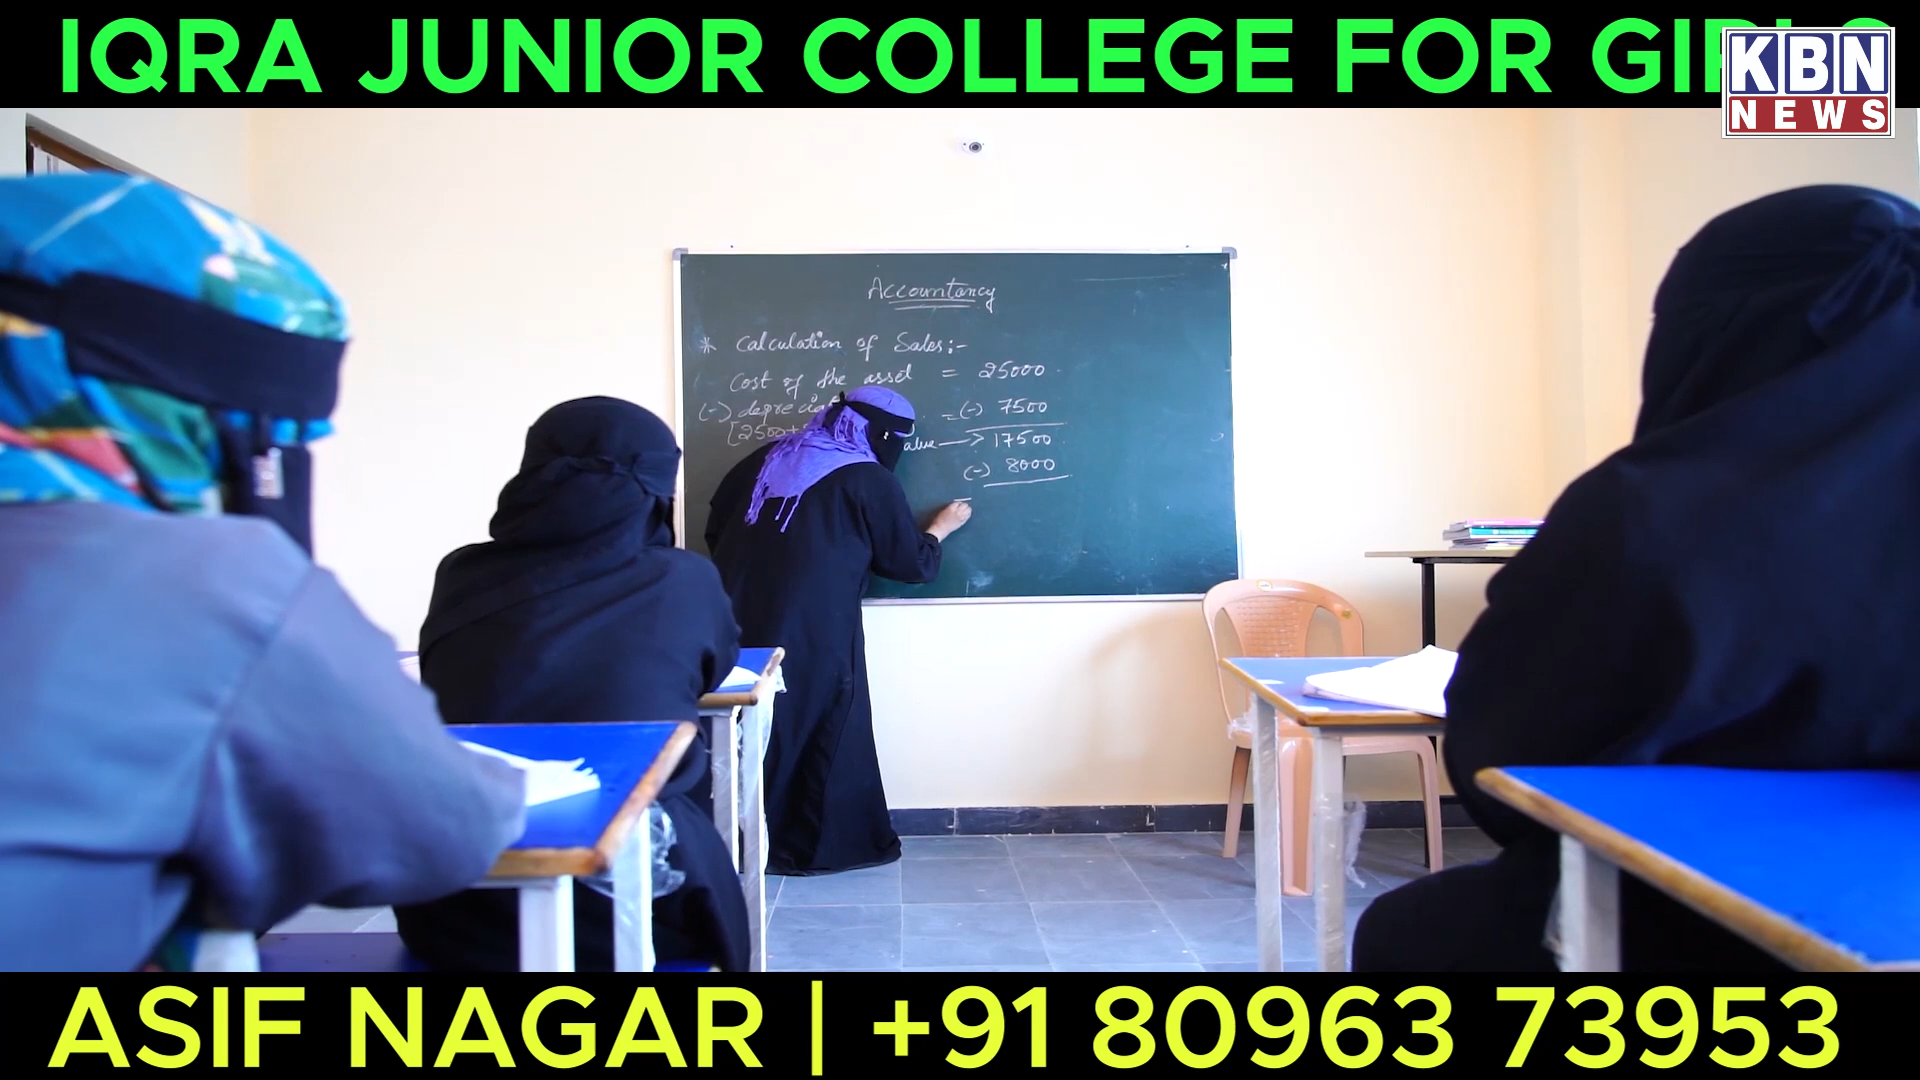 IQRA JUNIOR COLLEGE FOR
KBN
NEWS
Accountancy
* Calculation of Sales:-
Cost of the asset = 25000
(-) = (-) 7500
[2500+ 17500
(-) 8000
ASIF NAGAR | +91 80963 73953